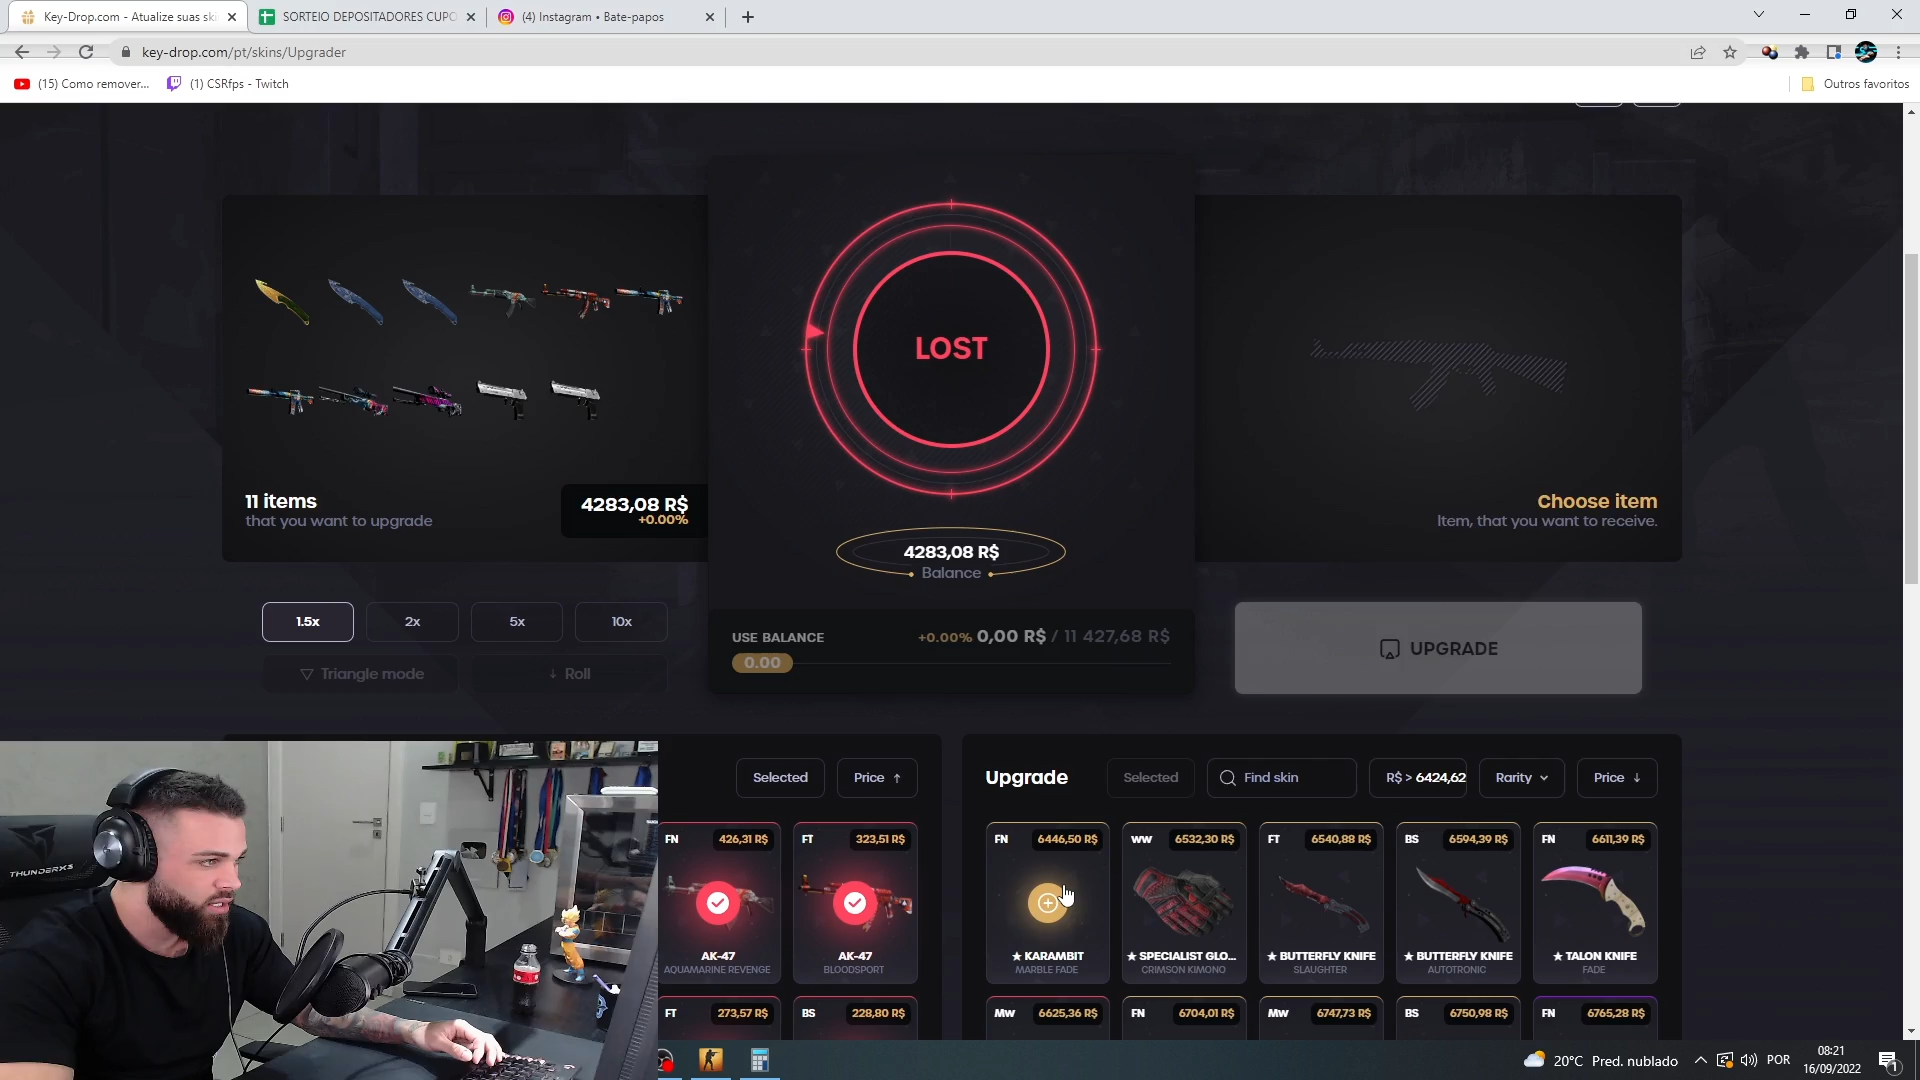 Key-Drop.com - Atualize suas ski
SORTEIO DEPOSITADORES CUPO
(4) Instagram • Bate-papos
key-drop.com/pt/skins/Upgrader
(15) Como remover...
(1) CSRfps - Twitch
Outros favoritos
LOST
11 items
that you want to upgrade
4283,08 R$
+0.00%
Choose item
Item, that you want to receive.
4283,08 R$
Balance
1.5x
2x
5x
10x
Triangle mode
Roll
USE BALANCE
+0.00% 0,00 R$ / 11 427,68 R$
0.00
UPGRADE
Selected
Price ↑
Upgrade
Selected
Find skin
R$ > 6424,62
Rarity
Price ↓
FN 426,31 R$
AK-47
AQUAMARINE REVENGE
FT 323,51 R$
AK-47
BLOODSPORT
FN 6446,50 R$
★ KARAMBIT
MARBLE FADE
WW 6532,30 R$
★ SPECIALIST GLO...
CRIMSON KIMONO
FT 6540,88 R$
★ BUTTERFLY KNIFE
SLAUGHTER
BS 6594,39 R$
★ BUTTERFLY KNIFE
AUTOTRONIC
FN 6611,39 R$
★ TALON KNIFE
FADE
FT 273,57 R$
BS 228,80 R$
MW 6625,36 R$
FN 6704,01 R$
MW 6747,73 R$
BS 6750,98 R$
FN 6765,28 R$
THUNDERX3
20°C Pred. nublado
POR
08:21
16/09/2022
1